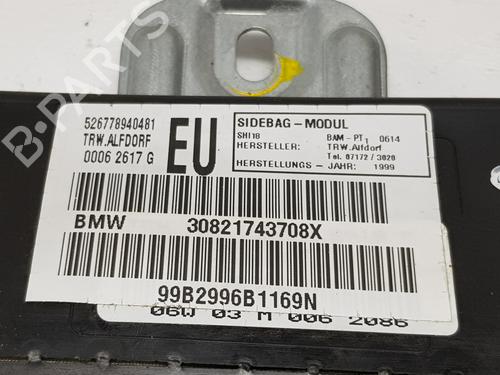 B-PARTS
526778940481
TRW.ALFDORF
0006 2617 G
EU
SIDEBAG-MODUL
SHI18 BAM-PT1 0614
HERSTELLER: TRW.Alfdorf
Tel. 07172/3020
HERSTELLUNGS-JAHR: 1999
BMW 30821743708X
99B2996B1169N
06W 03 M 006 2086